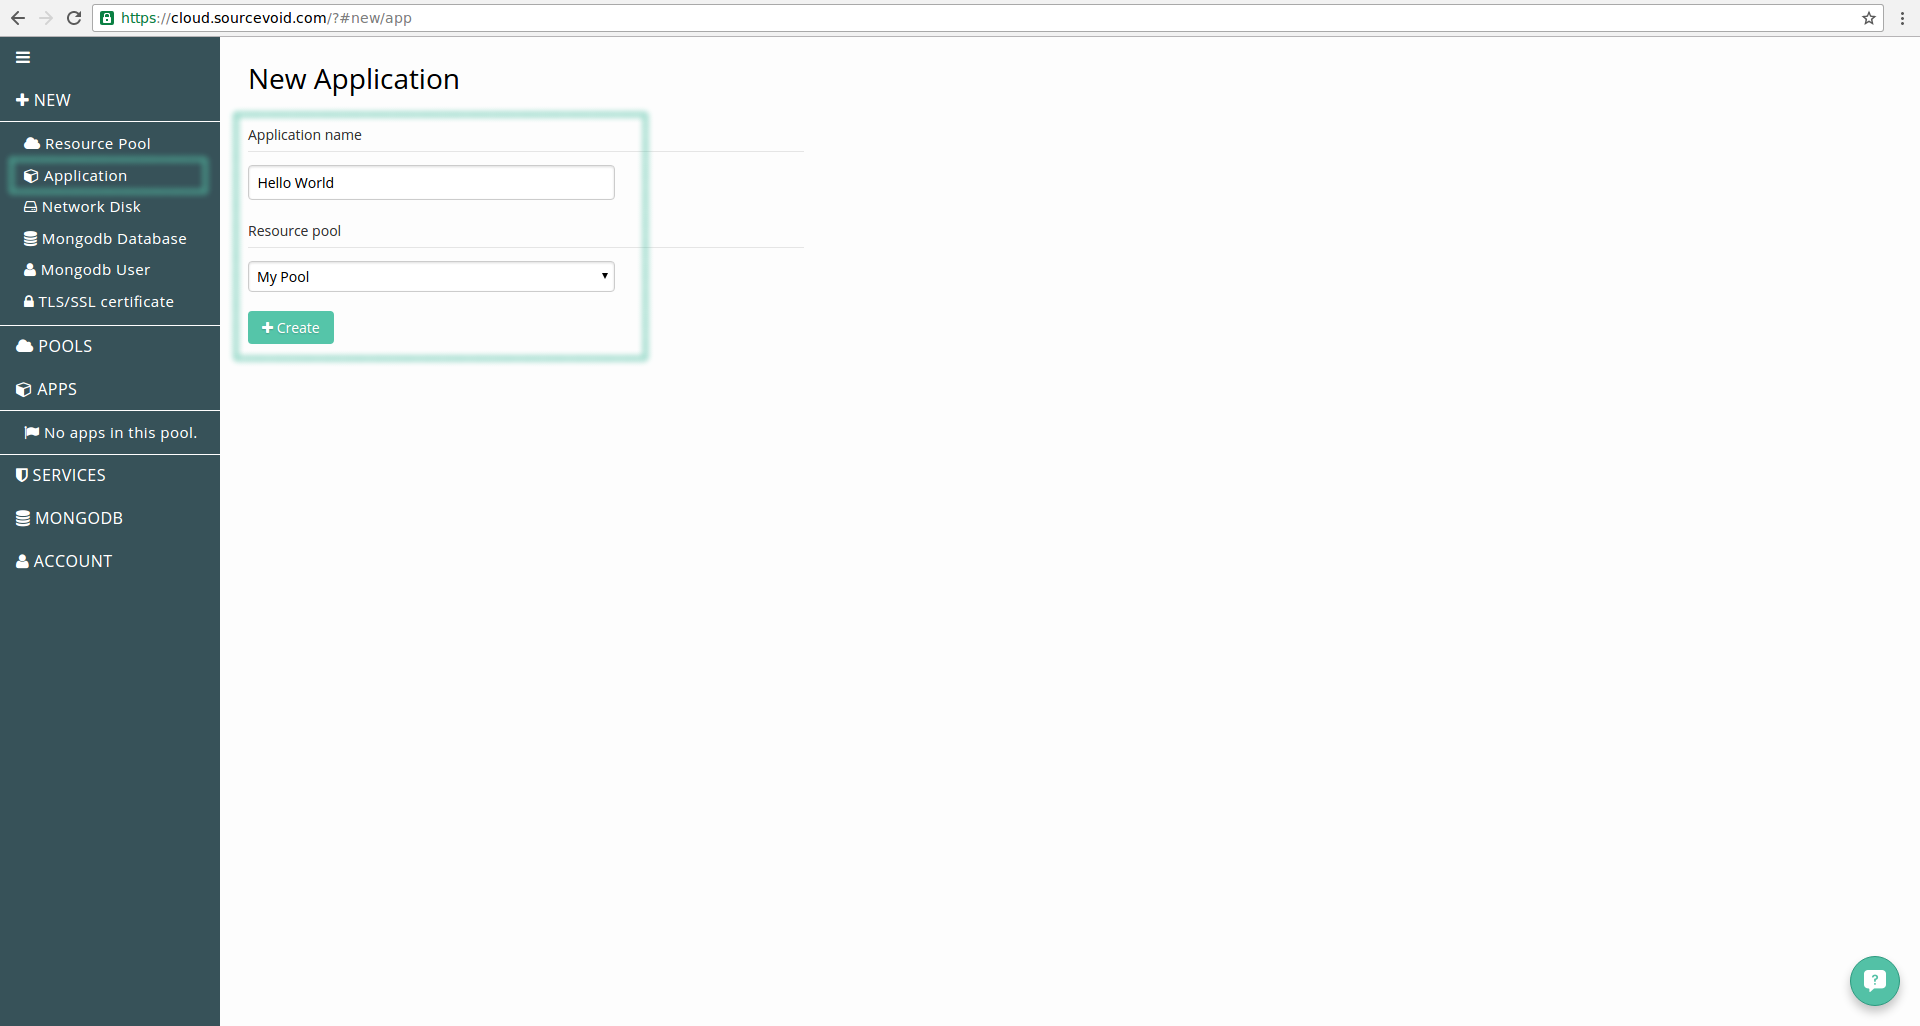 https://cloud.sourcevoid.com/?#new/app
NEW
Resource Pool
Application
Network Disk
Mongodb Database
Mongodb User
TLS/SSL certificate
POOLS
APPS
No apps in this pool.
SERVICES
MONGODB
ACCOUNT
New Application
Application name
Hello World
Resource pool
My Pool
Create
?